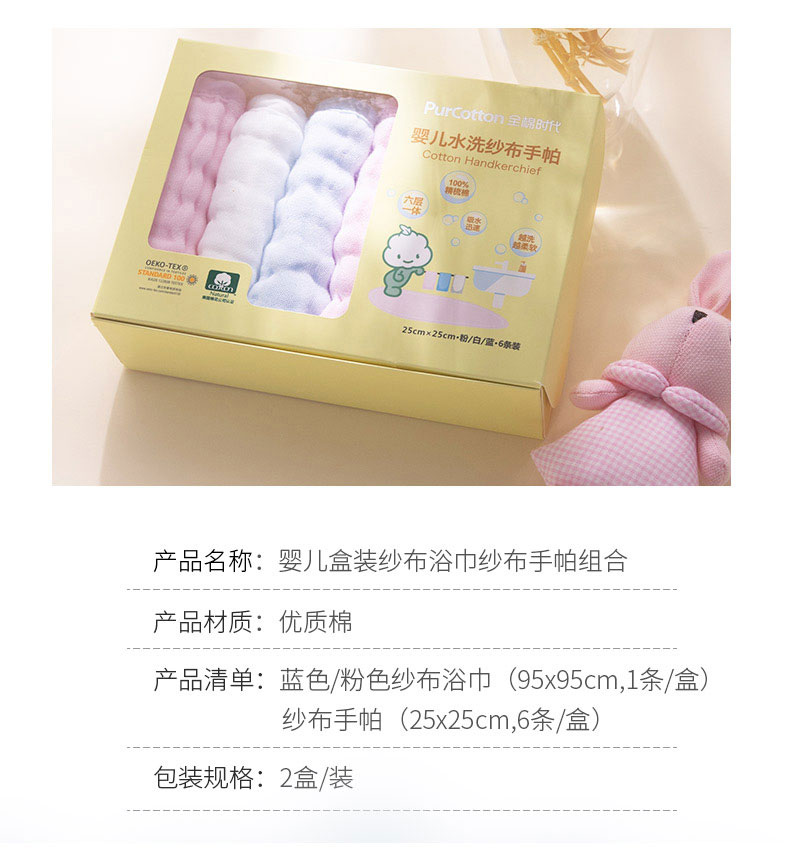 PurCotton 全棉时代
婴儿水洗纱布手帕
Cotton Handkerchief
100%
精梳棉
六层
一体
吸水
迅速
越洗
越柔软
OEKO-TEX®
STANDARD 100
COTTON
Natural
25cm×25cm·粉/白/蓝·6条装
产品名称：婴儿盒装纱布浴巾纱布手帕组合
产品材质：优质棉
产品清单：蓝色/粉色纱布浴巾（95x95cm,1条/盒）
纱布手帕（25x25cm,6条/盒）
包装规格：2盒/装